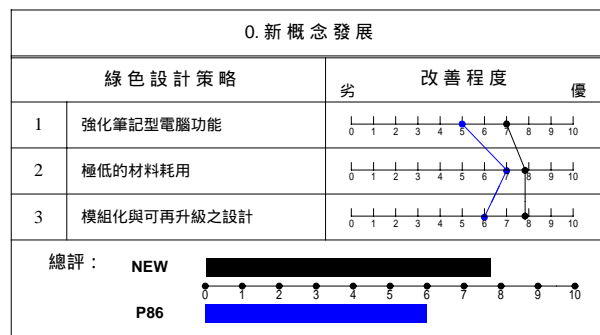 0. 新概念發展
綠色設計策略 改善程度
劣 優
1 強化筆記型電腦功能 0 1 2 3 4 5 6 7 8 9 10
2 極低的材料耗用 0 1 2 3 4 5 6 7 8 9 10
3 模組化與可再升級之設計 0 1 2 3 4 5 6 7 8 9 10
總評： NEW
0 1 2 3 4 5 6 7 8 9 10
P86